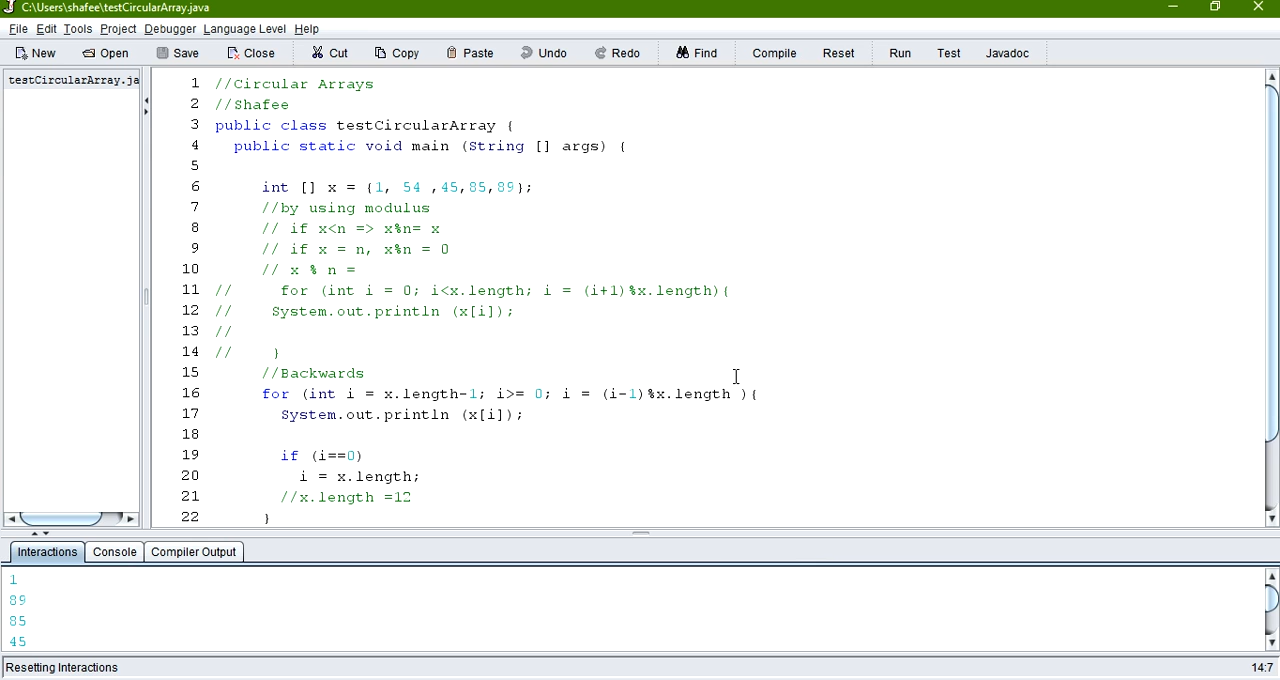 C:\Users\shafee\testCircularArray.java
File Edit Tools Project Debugger Language Level Help
New Open Save Close Cut Copy Paste Undo Redo Find Compile Reset Run Test Javadoc
testCircularArray.ja
1 //Circular Arrays
2 //Shafee
3 public class testCircularArray {
4 public static void main (String [] args) {
5
6 int [] x = {1, 54 ,45,85,89};
7 //by using modulus
8 // if x<n => x%n= x
9 // if x = n, x%n = 0
10 // x % n =
11 // for (int i = 0; i<x.length; i = (i+1)%x.length){
12 // System.out.println (x[i]);
13 //
14 // }
15 //Backwards
16 for (int i = x.length-1; i>= 0; i = (i-1)%x.length ){
17 System.out.println (x[i]);
18
19 if (i==0)
20 i = x.length;
21 //x.length =12
22 }
Interactions Console Compiler Output
1
89
85
45
Resetting Interactions 14:7